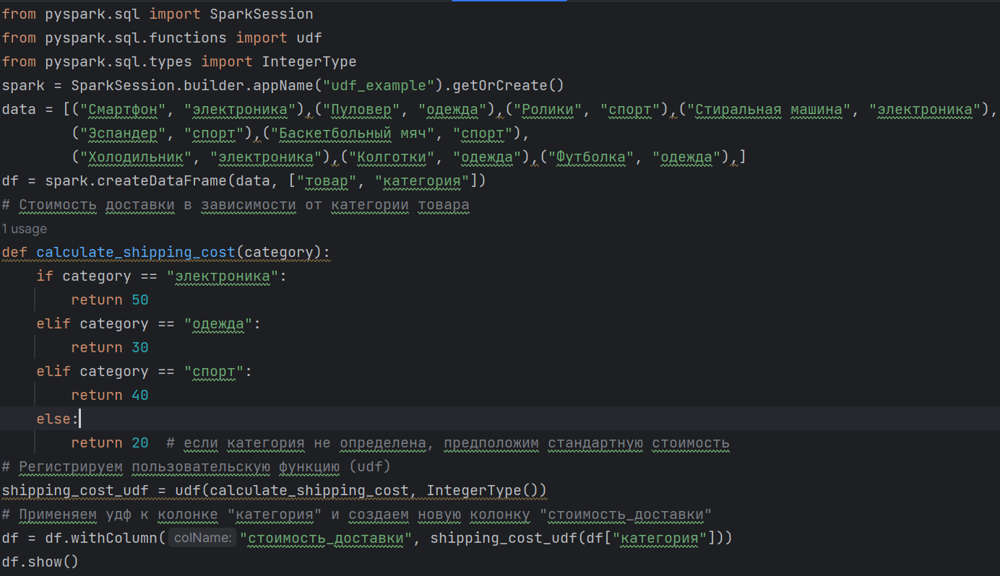 from pyspark.sql import SparkSession
from pyspark.sql.functions import udf
from pyspark.sql.types import IntegerType
spark = SparkSession.builder.appName("udf_example").getOrCreate()
data = [("Смартфон", "электроника"),("Пуловер", "одежда"),("Ролики", "спорт"),("Стиральная машина", "электроника"),
        ("Эспандер", "спорт"),("Баскетбольный мяч", "спорт"),
        ("Холодильник", "электроника"),("Колготки", "одежда"),("Футболка", "одежда"),]
df = spark.createDataFrame(data, ["товар", "категория"])
# Стоимость доставки в зависимости от категории товара
1 usage
def calculate_shipping_cost(category):
    if category == "электроника":
        return 50
    elif category == "одежда":
        return 30
    elif category == "спорт":
        return 40
    else:
        return 20  # если категория не определена, предположим стандартную стоимость
# Регистрируем пользовательскую функцию (udf)
shipping_cost_udf = udf(calculate_shipping_cost, IntegerType())
# Применяем удф к колонке "категория" и создаем новую колонку "стоимость_доставки"
df = df.withColumn( colName: "стоимость_доставки", shipping_cost_udf(df["категория"]))
df.show()